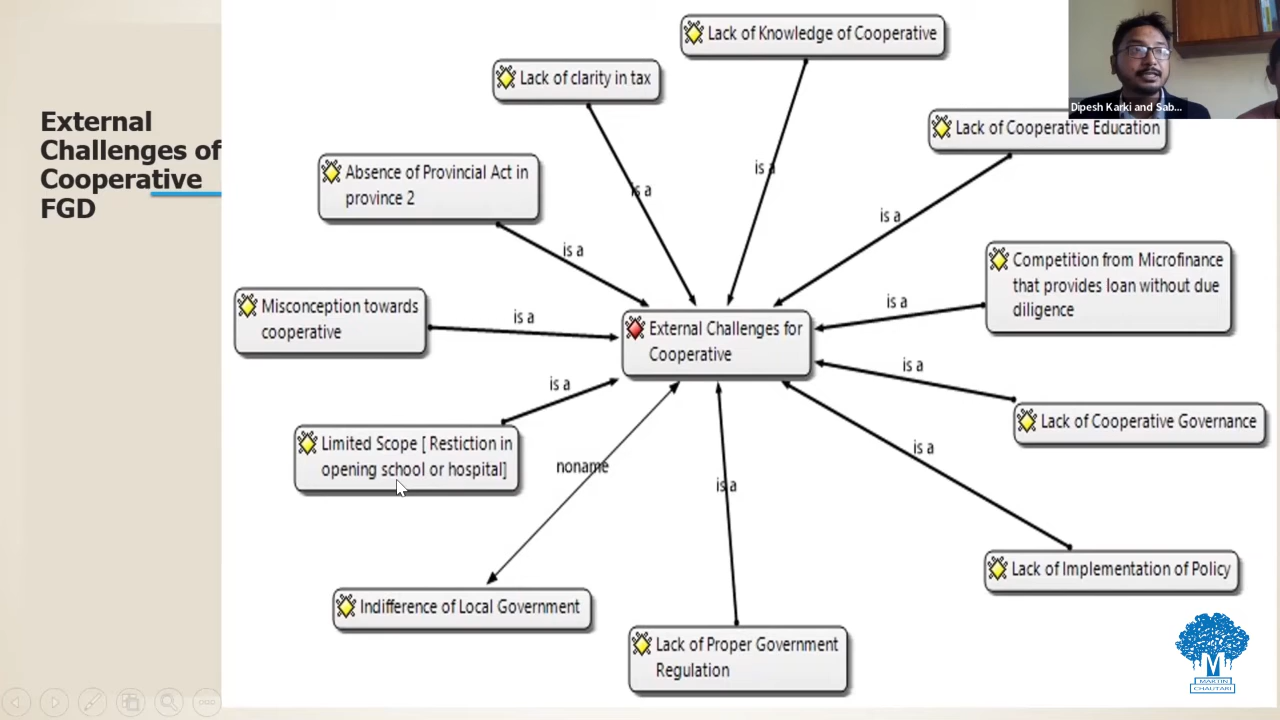 External
Challenges of
Cooperative
FGD
Lack of Knowledge of Cooperative
Lack of clarity in tax
Dipesh Karki and Sab...
Lack of Cooperative Education
Absence of Provincial Act in
province 2
is a
is a
is a
is a
Competition from Microfinance
that provides loan without due
diligence
Misconception towards
cooperative
is a
is a
External Challenges for
Cooperative
is a
is a
Lack of Cooperative Governance
Limited Scope [ Restiction in
opening school or hospital]
is a
noname
is a
Lack of Implementation of Policy
Indifference of Local Government
Lack of Proper Government
Regulation
M
MARTIN
CHAUTARI